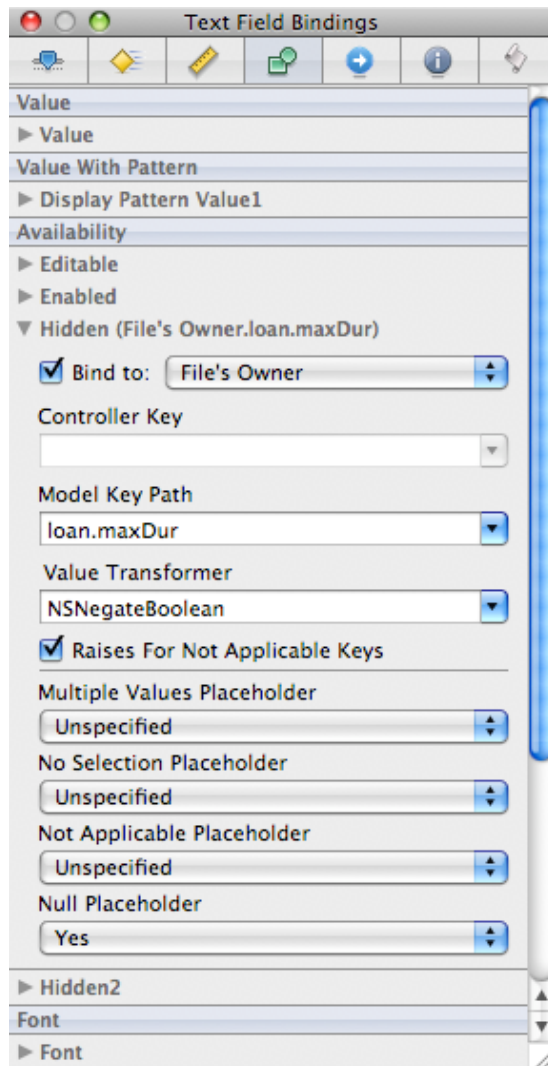 Text Field Bindings
Value
Value
Value With Pattern
Display Pattern Value1
Availability
Editable
Enabled
Hidden (File's Owner.loan.maxDur)
Bind to: File's Owner
Controller Key
Model Key Path
loan.maxDur
Value Transformer
NSNegateBoolean
Raises For Not Applicable Keys
Multiple Values Placeholder
Unspecified
No Selection Placeholder
Unspecified
Not Applicable Placeholder
Unspecified
Null Placeholder
Yes
Hidden2
Font
Font